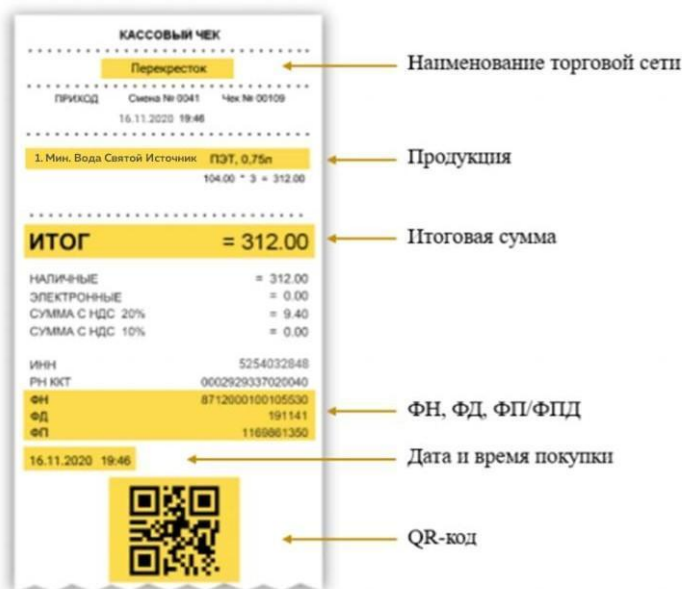 КАССОВЫЙ ЧЕК
Перекресток
Наименование торговой сети
ПРИХОД Смена № 0041 Чек № 00109
16.11.2020 19:46
1. Мин. Вода Святой Источник ПЭТ, 0,75л
Продукция
104.00 * 3 = 312.00
ИТОГ = 312.00
Итоговая сумма
НАЛИЧНЫЕ = 312.00
ЭЛЕКТРОННЫЕ = 0.00
СУММА С НДС 20% = 9.40
СУММА С НДС 10% = 0.00
ИНН 5254032848
РН ККТ 0002929337020040
ФН 8712000100105530
ФД 191141
ФП 1169861350
ФН, ФД, ФП/ФПД
16.11.2020 19:46
Дата и время покупки
QR-код